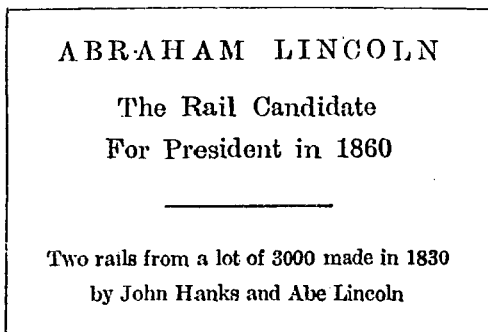 ABRAHAM LINCOLN
The Rail Candidate
For President in 1860
Two rails from a lot of 3000 made in 1830
by John Hanks and Abe Lincoln